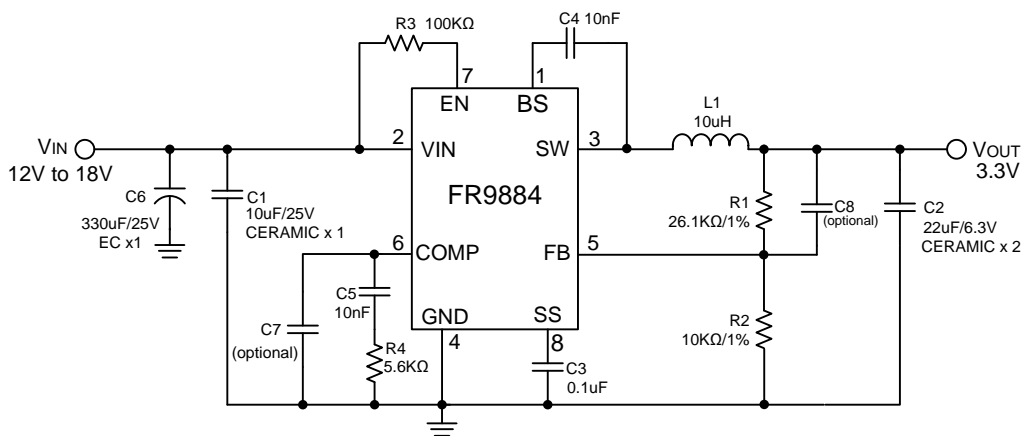 R3 100KΩ
C4 10nF
7
1
EN
BS
L1
10uH
VIN
12V to 18V
2
VIN
SW
3
VOUT
3.3V
FR9884
C6
330uF/25V
EC x1
C1
10uF/25V
CERAMIC x 1
R1
26.1KΩ/1%
C8
(optional)
C2
22uF/6.3V
CERAMIC x 2
6
COMP
FB
5
C5
10nF
C7
(optional)
R4
5.6KΩ
GND
4
SS
8
C3
0.1uF
R2
10KΩ/1%